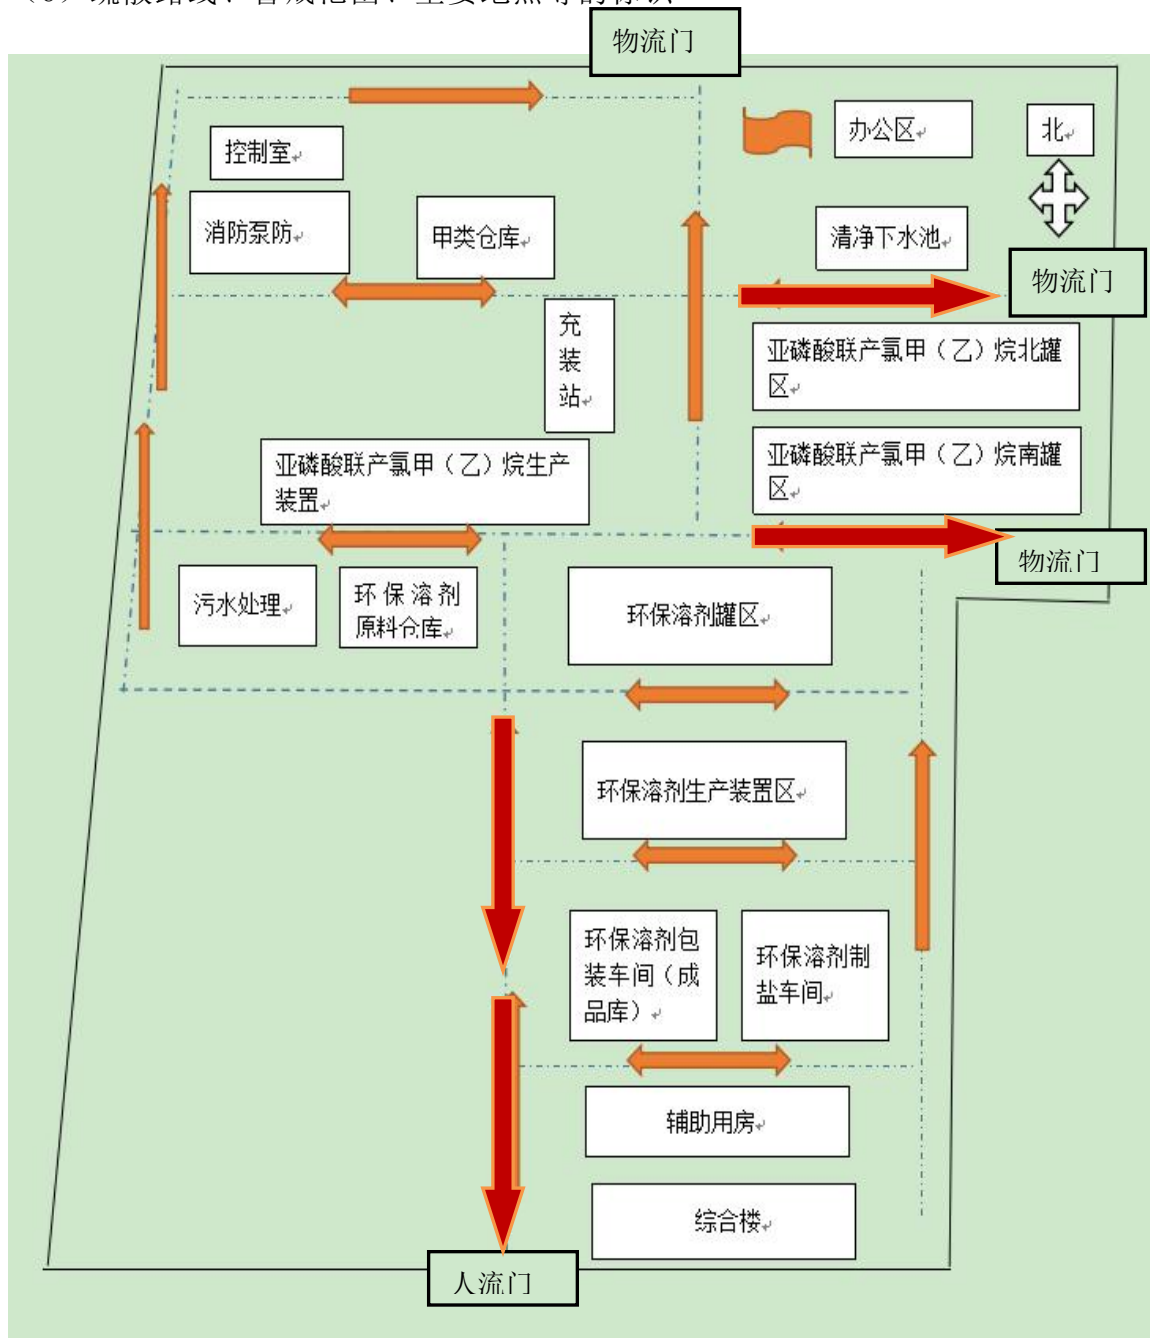 物流门
办公区
北
控制室
消防泵防
甲类仓库
清净下水池
物流门
充
装
站
亚磷酸联产氯甲（乙）烷北罐
区
亚磷酸联产氯甲（乙）烷生产
装置
亚磷酸联产氯甲（乙）烷南罐
区
物流门
污水处理
环保溶剂
原料仓库
环保溶剂罐区
环保溶剂生产装置区
环保溶剂包
装车间（成
品库）
环保溶剂制
盐车间
辅助用房
综合楼
人流门